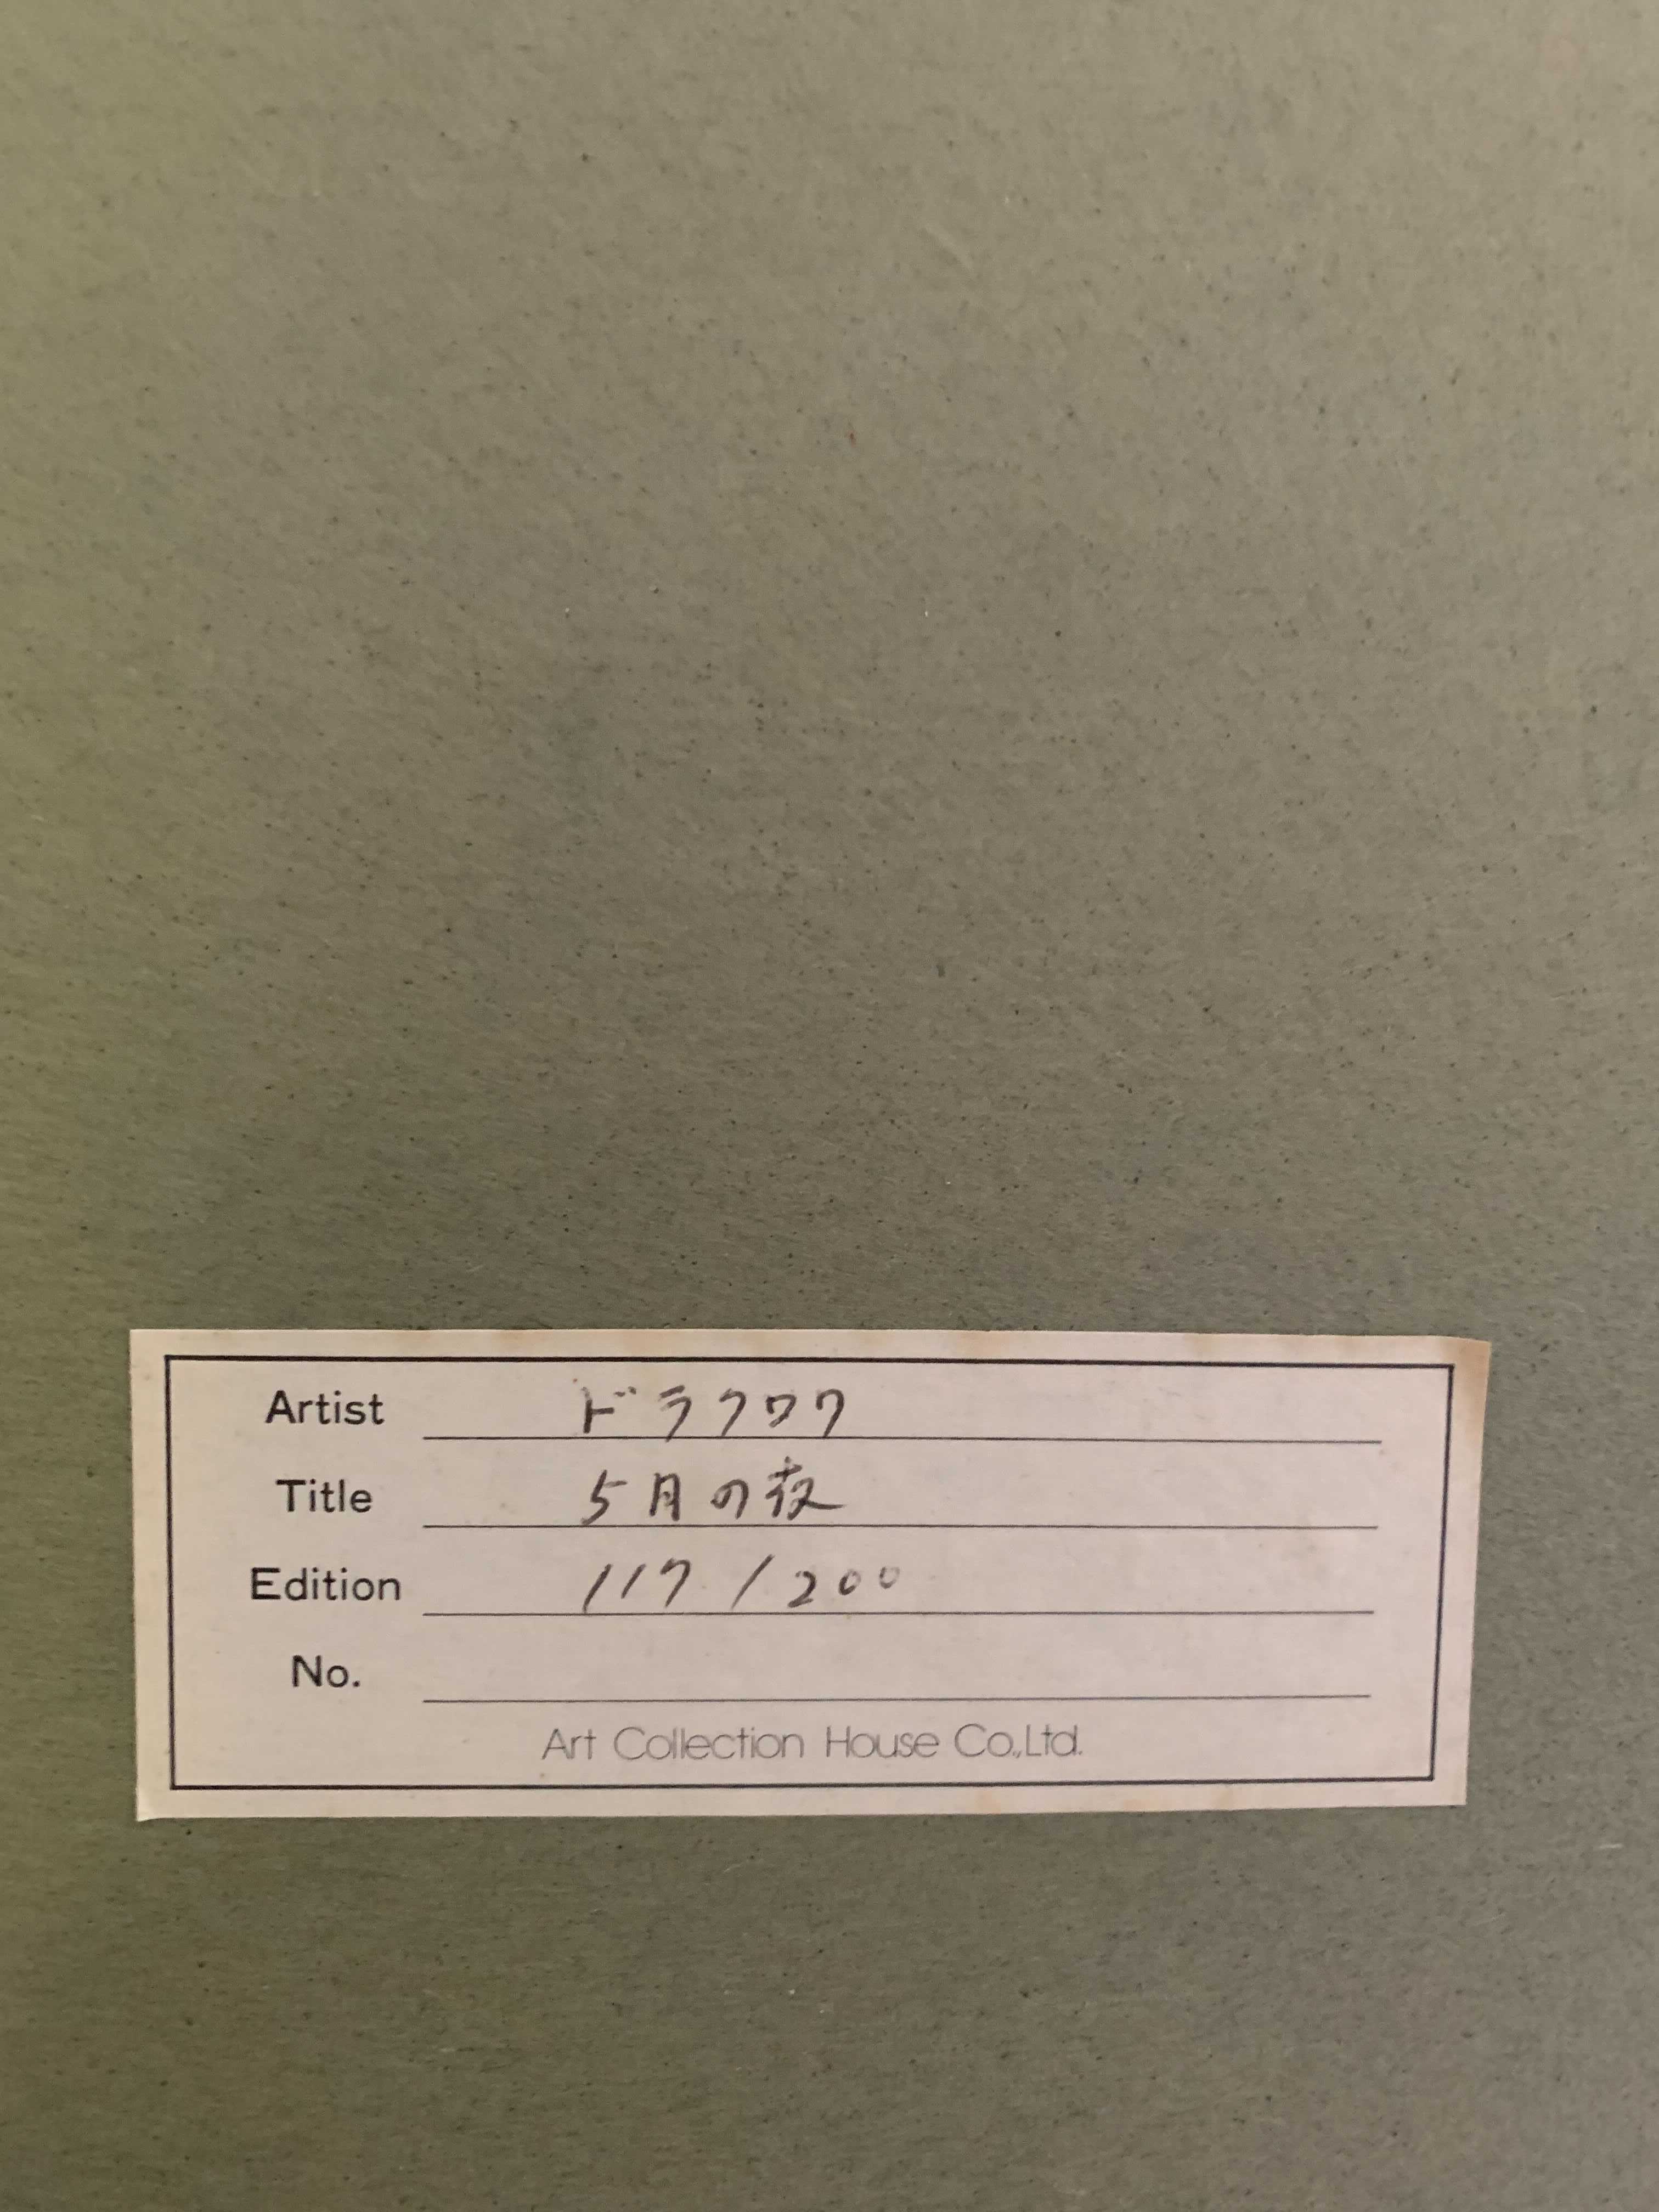 Artist ドラクロワ
Title 5月の夜
Edition 117/200
No.
Art Collection House Co.,Ltd.